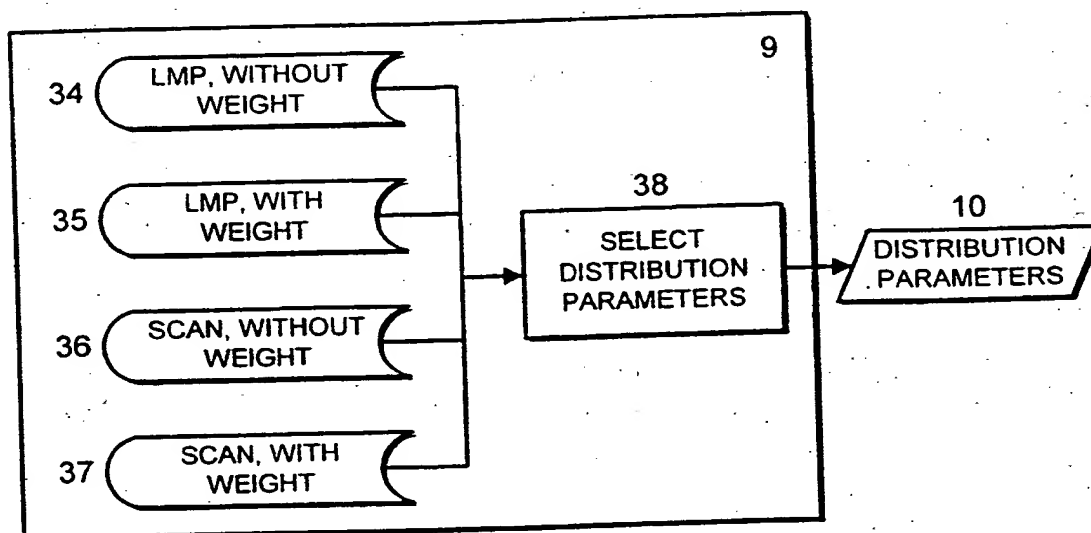 9
34
LMP, WITHOUT
WEIGHT
35
LMP, WITH
WEIGHT
36
SCAN, WITHOUT
WEIGHT
37
SCAN, WITH
WEIGHT
38
SELECT
DISTRIBUTION
PARAMETERS
10
DISTRIBUTION
PARAMETERS